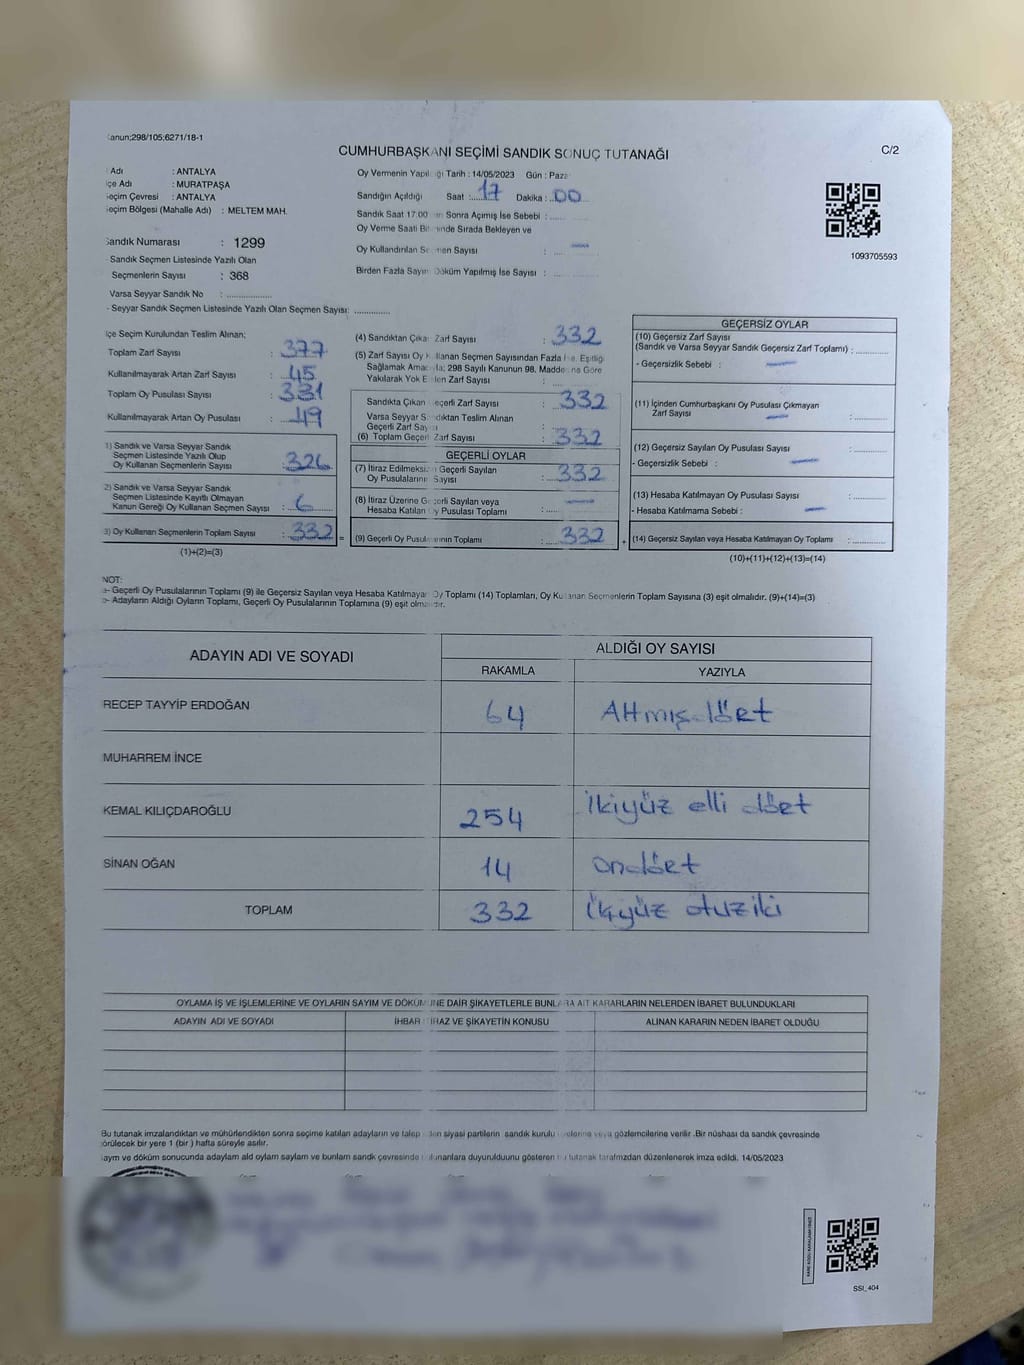 Kanun;298/105;6271/18-1
CUMHURBAŞKANI SEÇİMİ SANDIK SONUÇ TUTANAĞI
C/2
Adı : ANTALYA
İlçe Adı : MURATPAŞA
Seçim Çevresi : ANTALYA
Seçim Bölgesi (Mahalle Adı) : MELTEM MAH.
Sandık Numarası : 1299
- Sandık Seçmen Listesinde Yazılı Olan
Seçmenlerin Sayısı : 368
Varsa Seyyar Sandık No : ..................
- Seyyar Sandık Seçmen Listesinde Yazılı Olan Seçmen Sayısı: ..............
Oy Vermenin Yapıldığı Tarih : 14/05/2023 Gün : Pazar
Sandığın Açıldığı Saat : 17 Dakika : 00
Sandık Saat 17:00 den Sonra Açımış İse Sebebi :
Oy Verme Saati Bitiminde Sırada Bekleyen ve
Oy Kullandırılan Seçmen Sayısı : —
Birden Fazla Sayım Döküm Yapılmış İse Sayısı :
1093705593
İlçe Seçim Kurulundan Teslim Alınan;
Toplam Zarf Sayısı : 377
Kullanılmayarak Artan Zarf Sayısı : 45
Toplam Oy Pusulası Sayısı : 331
Kullanılmayarak Artan Oy Pusulası : 49
1) Sandık ve Varsa Seyyar Sandık
Seçmen Listesinde Yazılı Olup
Oy Kullanan Seçmenlerin Sayısı : 326
2) Sandık ve Varsa Seyyar Sandık
Seçmen Listesinde Kayıtlı Olmayan
Kanun Gereği Oy Kullanan Seçmen Sayısı : 6
3) Oy Kullanan Seçmenlerin Toplam Sayısı : 332 =
(1)+(2)=(3)
(4) Sandıktan Çıkan Zarf Sayısı : 332
(5) Zarf Sayısı Oy Kullanan Seçmen Sayısından Fazla İse, Eşitliği
Sağlamak Amacıyla; 298 Sayılı Kanunun 98. Maddesine Göre
Yakılarak Yok Edilen Zarf Sayısı :
Sandıkta Çıkan Geçerli Zarf Sayısı : 332
Varsa Seyyar Sandıktan Teslim Alınan
Geçerli Zarf Sayısı :
(6) Toplam Geçerli Zarf Sayısı : 332
GEÇERLİ OYLAR
(7) İtiraz Edilmeksizin Geçerli Sayılan
Oy Pusulalarının Sayısı : 332
(8) İtiraz Üzerine Geçerli Sayılan veya
Hesaba Katılan Oy Pusulası Toplamı : —
(9) Geçerli Oy Pusulalarının Toplamı : 332 +
GEÇERSİZ OYLAR
(10) Geçersiz Zarf Sayısı
(Sandık ve Varsa Seyyar Sandık Geçersiz Zarf Toplamı) : ............
- Geçersizlik Sebebi : —
(11) İçinden Cumhurbaşkanı Oy Pusulası Çıkmayan
Zarf Sayısı — : ............
(12) Geçersiz Sayılan Oy Pusulası Sayısı : ............
- Geçersizlik Sebebi : —
(13) Hesaba Katılmayan Oy Pusulası Sayısı : ............
- Hesaba Katılmama Sebebi : —
(14) Geçersiz Sayılan veya Hesaba Katılmayan Oy Toplamı : ............
(10)+(11)+(12)+(13)=(14)
NOT:
a- Geçerli Oy Pusulalarının Toplamı (9) ile Geçersiz Sayılan veya Hesaba Katılmayan Oy Toplamı (14) Toplamları, Oy Kullanan Seçmenlerin Toplam Sayısına (3) eşit olmalıdır. (9)+(14)=(3)
b- Adayların Aldığı Oyların Toplamı, Geçerli Oy Pusulalarının Toplamına (9) eşit olmalıdır.
ADAYIN ADI VE SOYADI ALDIĞI OY SAYISI
RAKAMLA YAZIYLA
RECEP TAYYİP ERDOĞAN 64 Altmışdört
MUHARREM İNCE
KEMAL KILIÇDAROĞLU 254 İkiyüz elli dört
SİNAN OĞAN 14 ondört
TOPLAM 332 otuziki
OYLAMA İŞ VE İŞLEMLERİNE VE OYLARIN SAYIM VE DÖKÜMÜNE DAİR ŞİKAYETLERLE BUNLARA AİT KARARLARIN NELERDEN İBARET BULUNDUKLARI
ADAYIN ADI VE SOYADI İHBAR İTİRAZ VE ŞİKAYETİN KONUSU ALINAN KARARIN NEDEN İBARET OLDUĞU
Bu tutanak imzalandıktan ve mühürlendikten sonra seçime katılan adayların ve talep eden siyasi partilerin sandık kurulu üyelerine veya gözlemcilerine verilir .Bir nüshası da sandık çevresinde
görülecek bir yere 1 (bir ) hafta süreyle asılır.
Sayım ve döküm sonucunda adaylam ald oylam saylam ve bunlam sandk çevresinde bulunanlara duyurulduunu gösteren bu tutanak tarafmzdan düzenlenerek imza edildi. 14/05/2023
SSI_404